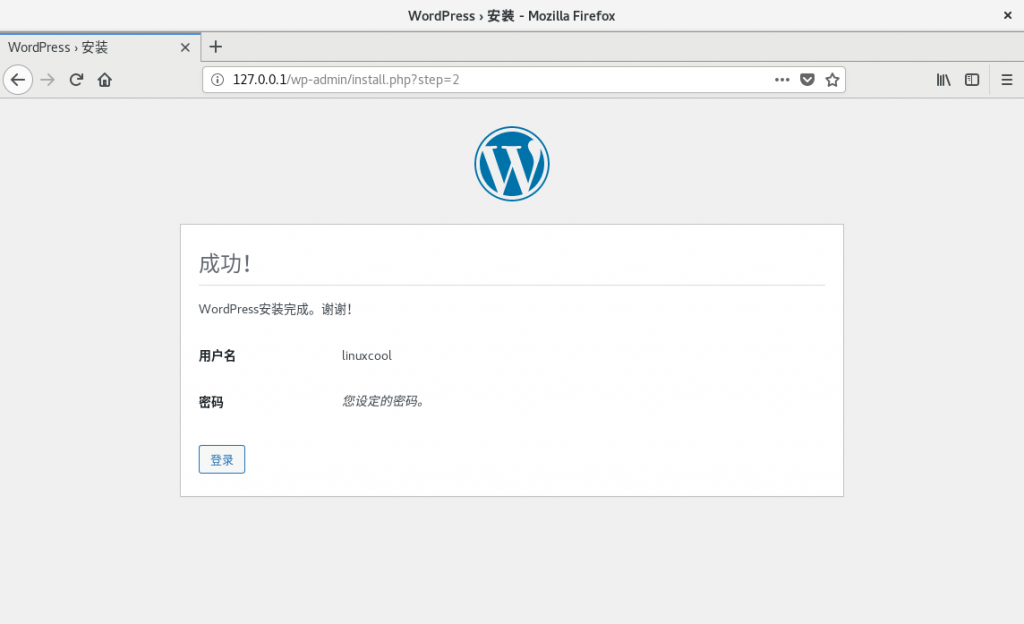 WordPress › 安装 - Mozilla Firefox
WordPress › 安装
127.0.0.1/wp-admin/install.php?step=2
成功！
WordPress安装完成。谢谢！
用户名 linuxcool
密码 您设定的密码。
登录